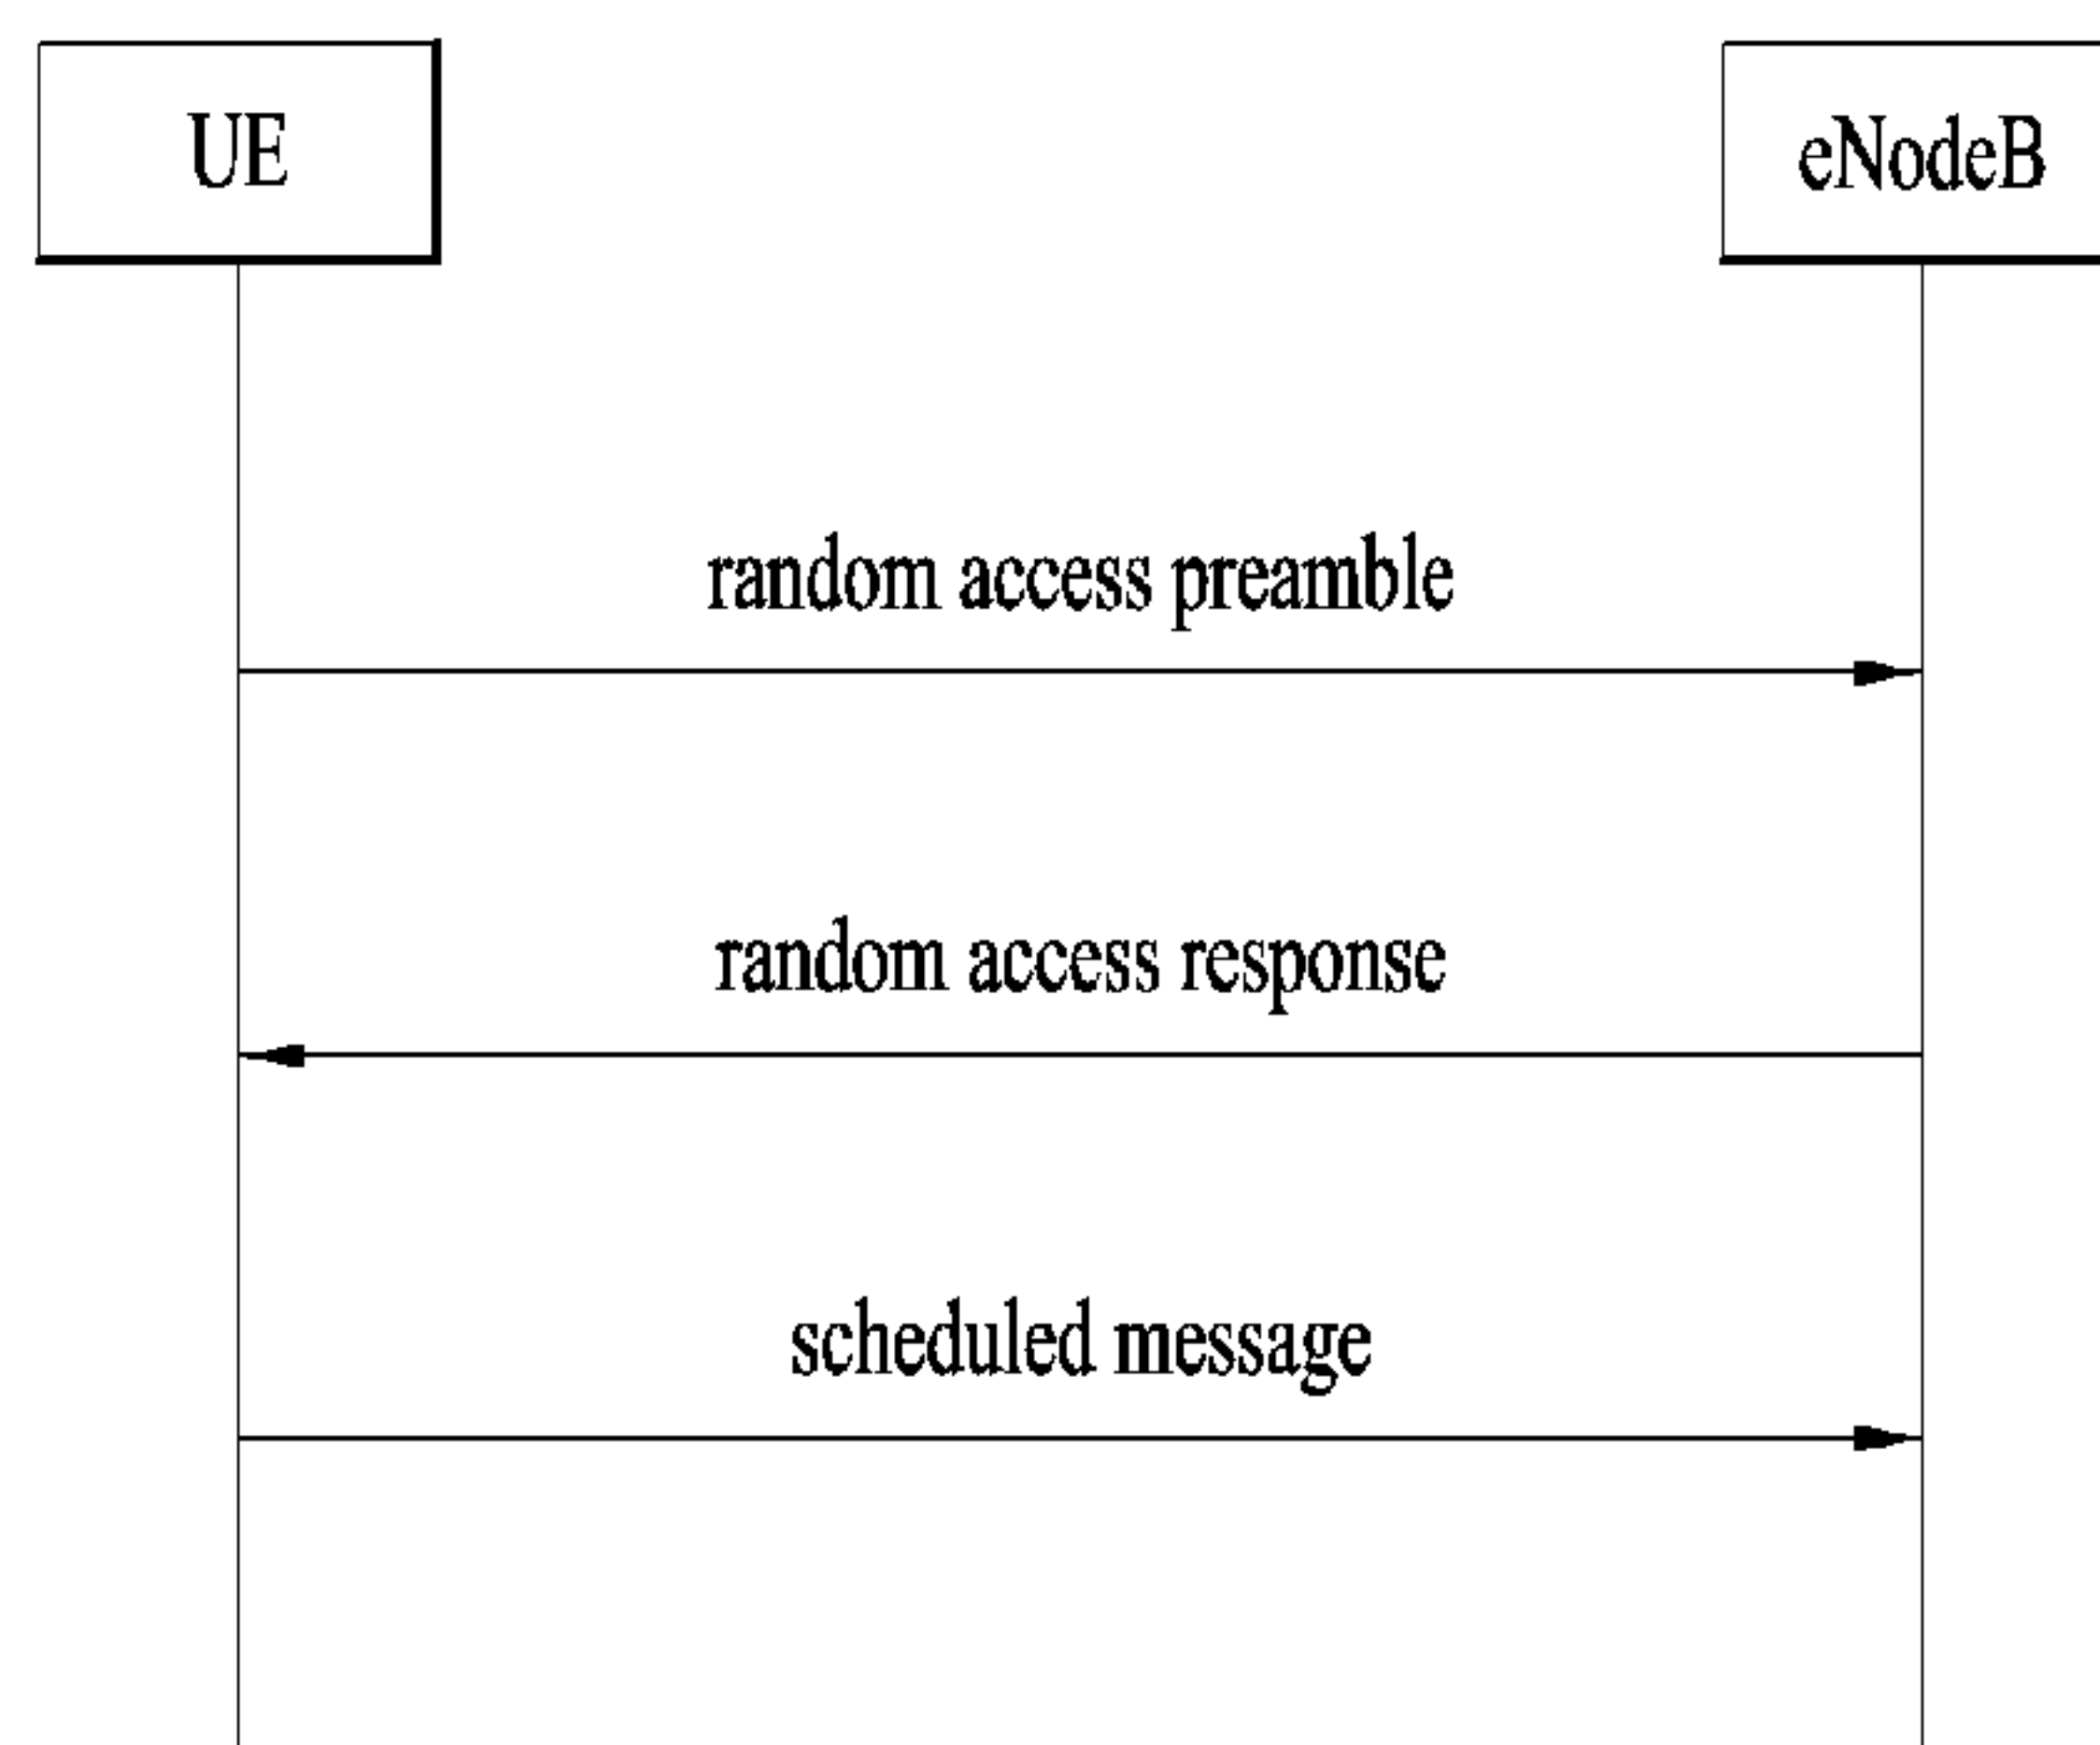 UE
eNodeB
random access preamble
random access response
scheduled message